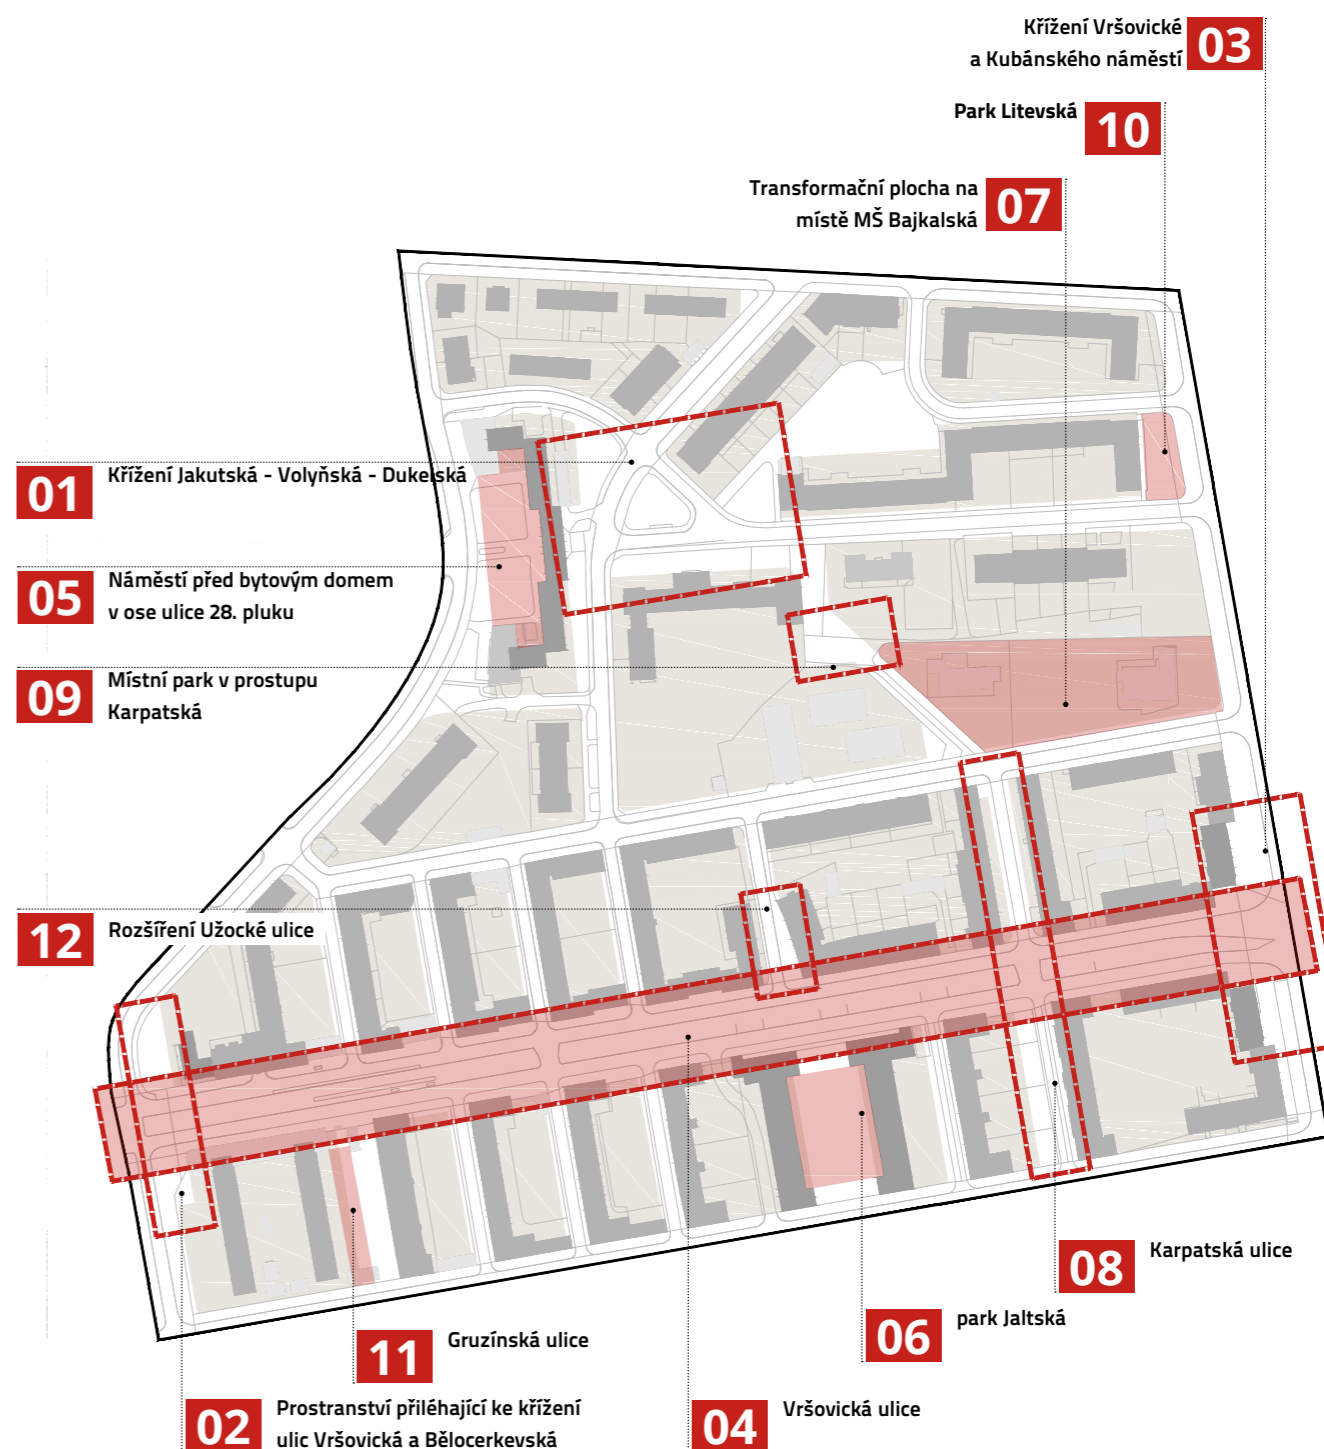 Křížení Vršovické
a Kubánského náměstí
03
Park Litevská
10
Transformační plocha na
místě MŠ Bajkalská
07
01
Křížení Jakutská - Volyňská - Dukelská
05
Náměstí před bytovým domem
v ose ulice 28. pluku
09
Místní park v prostupu
Karpatská
12
Rozšíření Užocké ulice
08
Karpatská ulice
06
park Jaltská
11
Gruzínská ulice
02
Prostranství přiléhající ke křížení
ulic Vršovická a Bělocerkevská
04
Vršovická ulice